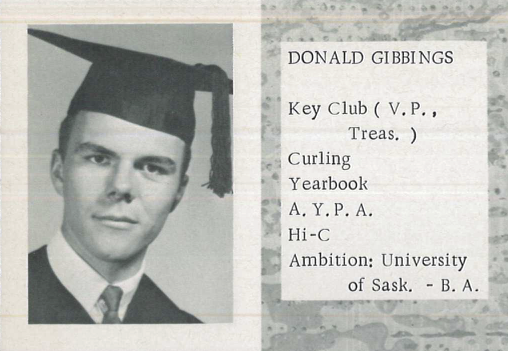 DONALD GIBBINGS
Key Club ( V. P. ,
Treas. )
Curling
Yearbook
A. Y. P. A.
Hi-C
Ambition: University
of Sask. - B. A.